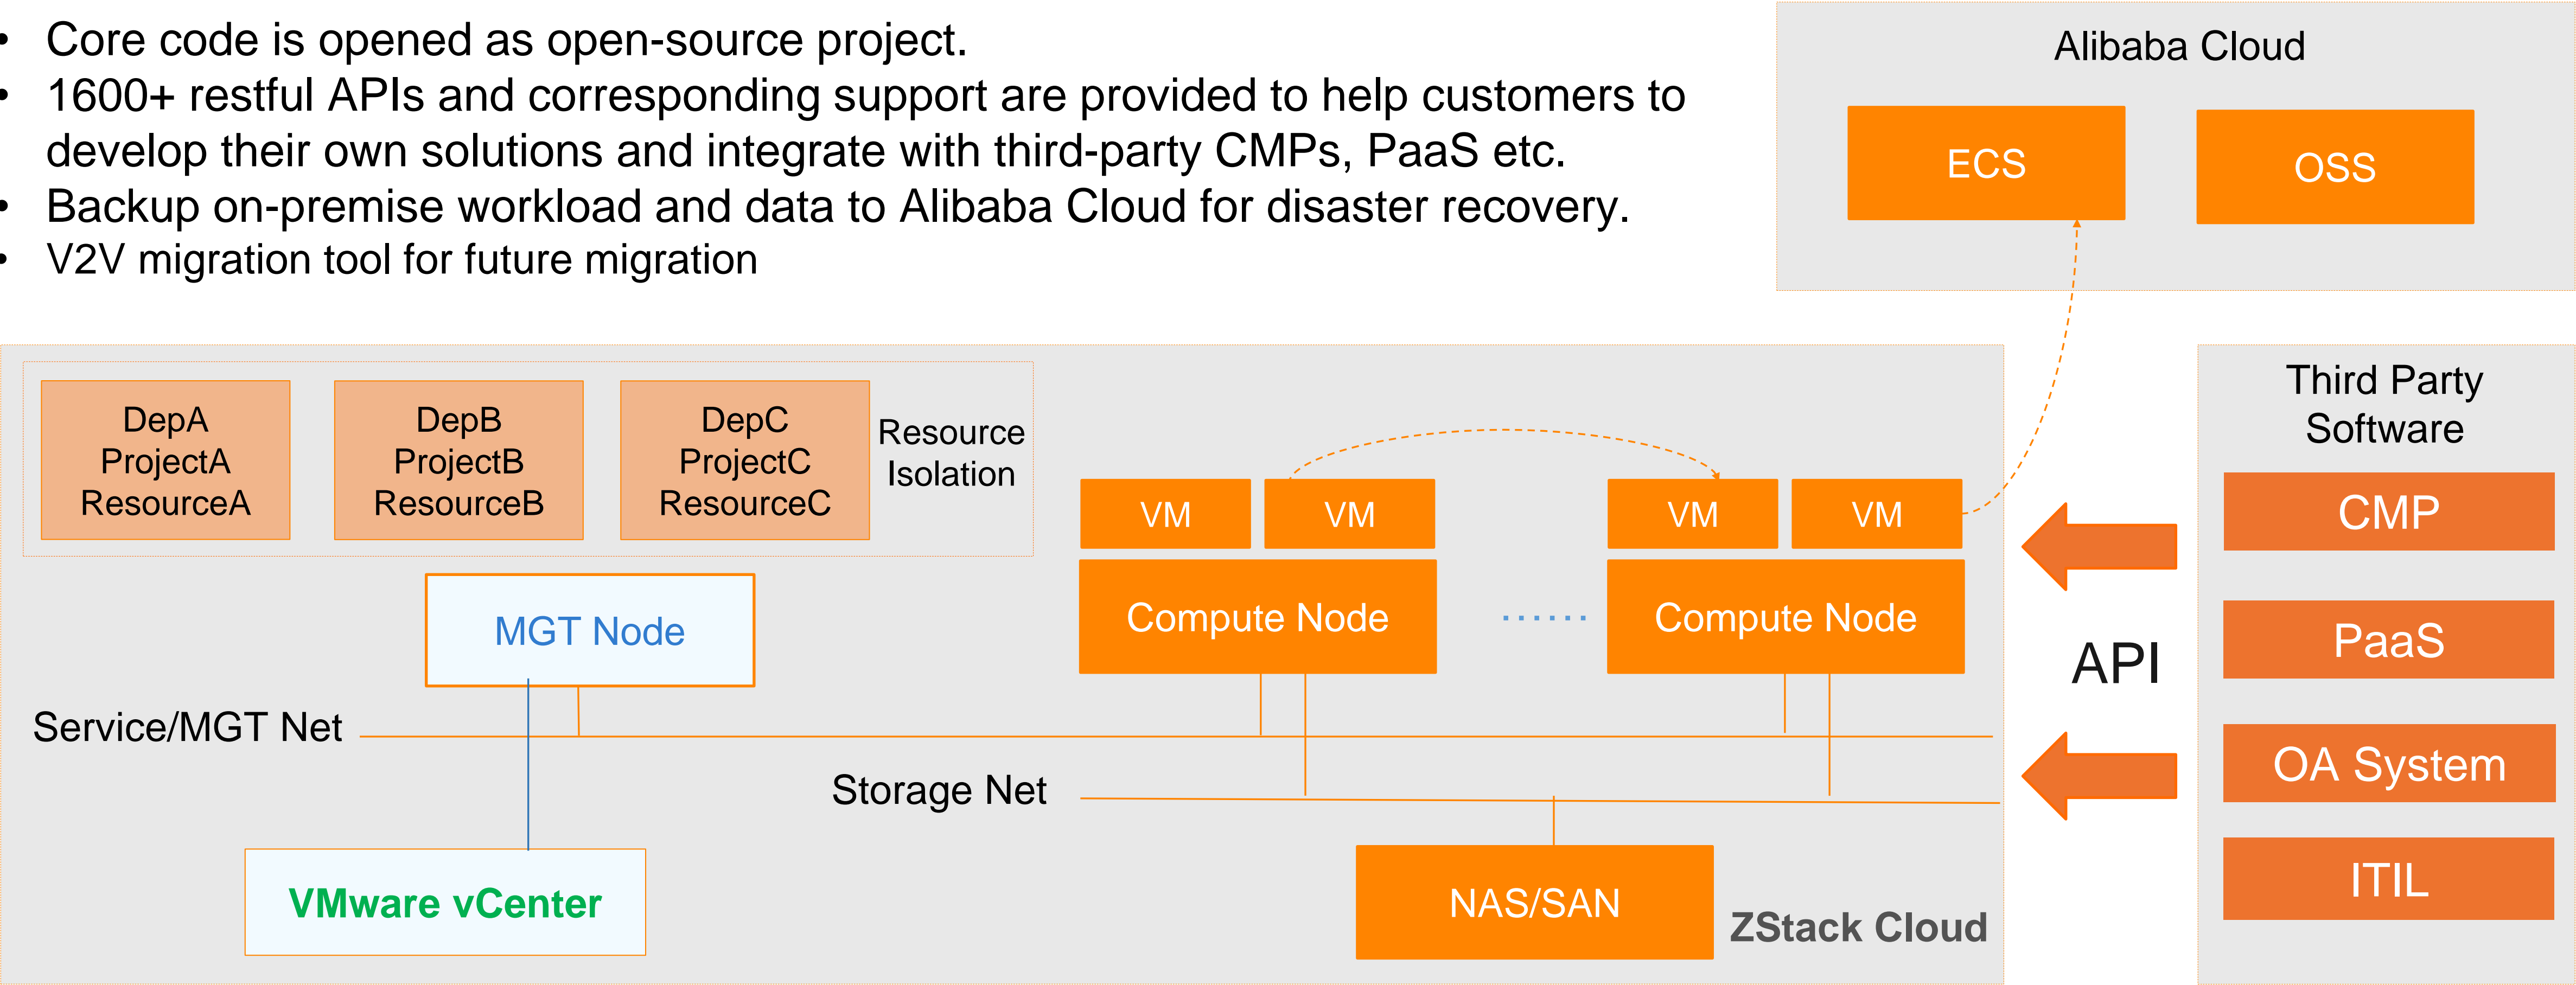 • Core code is opened as open-source project.
• 1600+ restful APIs and corresponding support are provided to help customers to
develop their own solutions and integrate with third-party CMPs, PaaS etc.
• Backup on-premise workload and data to Alibaba Cloud for disaster recovery.
• V2V migration tool for future migration
Alibaba Cloud
ECS
OSS
DepA
ProjectA
ResourceA
DepB
ProjectB
ResourceB
DepC
ProjectC
ResourceC
Resource
Isolation
VM
VM
VM
VM
MGT Node
Compute Node
······
Compute Node
Service/MGT Net
Storage Net
VMware vCenter
NAS/SAN
ZStack Cloud
API
Third Party
Software
CMP
PaaS
OA System
ITIL